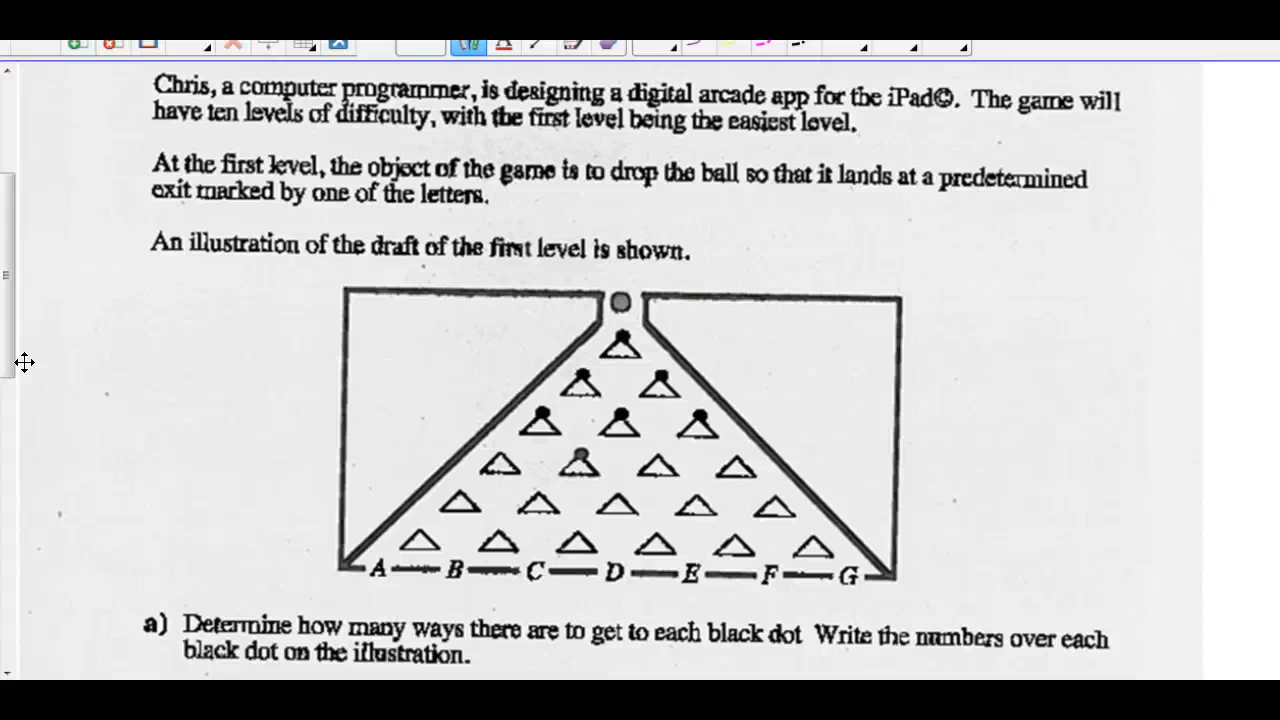 Chris, a computer programmer, is designing a digital arcade app for the iPad©. The game will
have ten levels of difficulty, with the first level being the easiest level.
At the first level, the object of the game is to drop the ball so that it lands at a predetermined
exit marked by one of the letters.
An illustration of the draft of the first level is shown.
A B C D E F G
a) Determine how many ways there are to get to each black dot Write the numbers over each
black dot on the illustration.